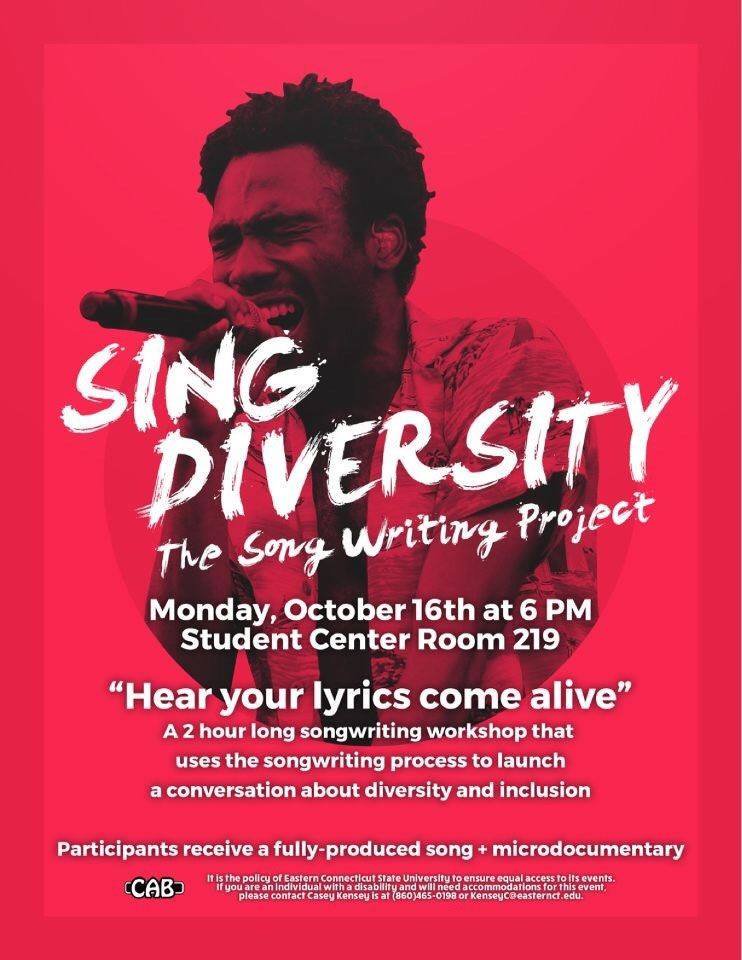 SING
DIVERSITY
The Song Writing Project
Monday, October 16th at 6 PM
Student Center Room 219
“Hear your lyrics come alive”
A 2 hour long songwriting workshop that
uses the songwriting process to launch
a conversation about diversity and inclusion
Participants receive a fully-produced song + microdocumentary
CAB
It is the policy of Eastern Connecticut State University to ensure equal access to its events.
If you are an individual with a disability and will need accommodations for this event,
please contact Casey Kensey is at (860)465-0198 or KenseyC@easternct.edu.